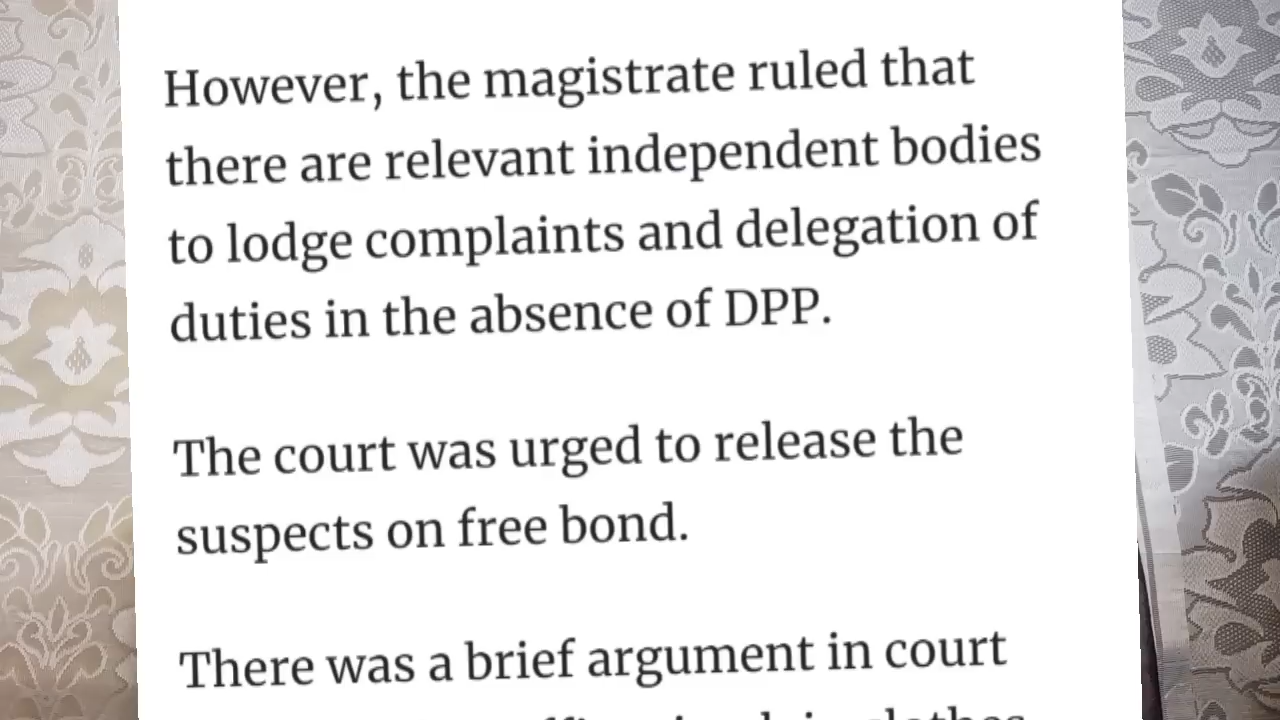 However, the magistrate ruled that
there are relevant independent bodies
to lodge complaints and delegation of
duties in the absence of DPP.
The court was urged to release the
suspects on free bond.
There was a brief argument in court